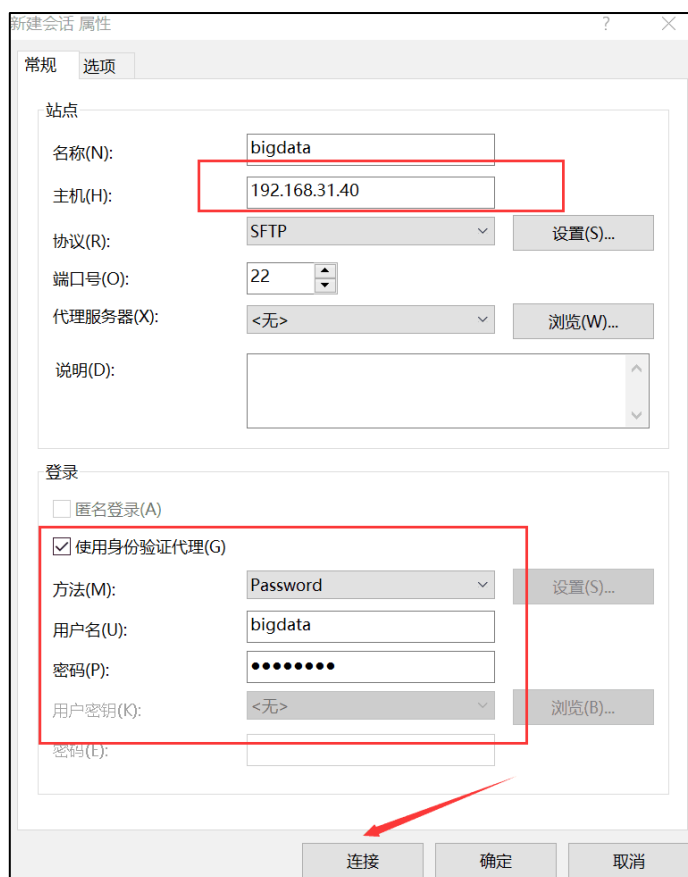 新建会话 属性 ?
常规 选项
站点
名称(N): bigdata
主机(H): 192.168.31.40
协议(R): SFTP 设置(S)...
端口号(O): 22
代理服务器(X): <无> 浏览(W)...
说明(D):
登录
匿名登录(A)
使用身份验证代理(G)
方法(M): Password 设置(S)...
用户名(U): bigdata
密码(P): ●●●●●●●●
用户密钥(K): <无> 浏览(B)...
密码(E):
连接 确定 取消